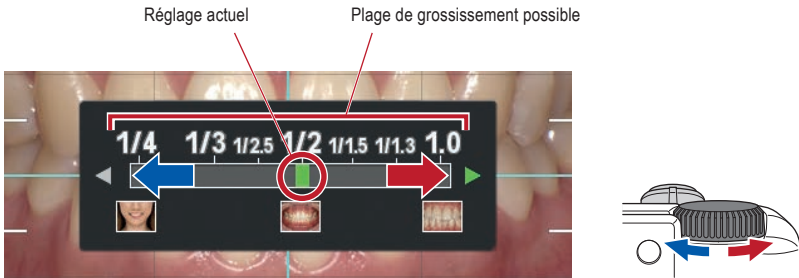 Réglage actuel
Plage de grossissement possible
1/4 1/3 1/2.5 1/2 1/1.5 1/1.3 1.0